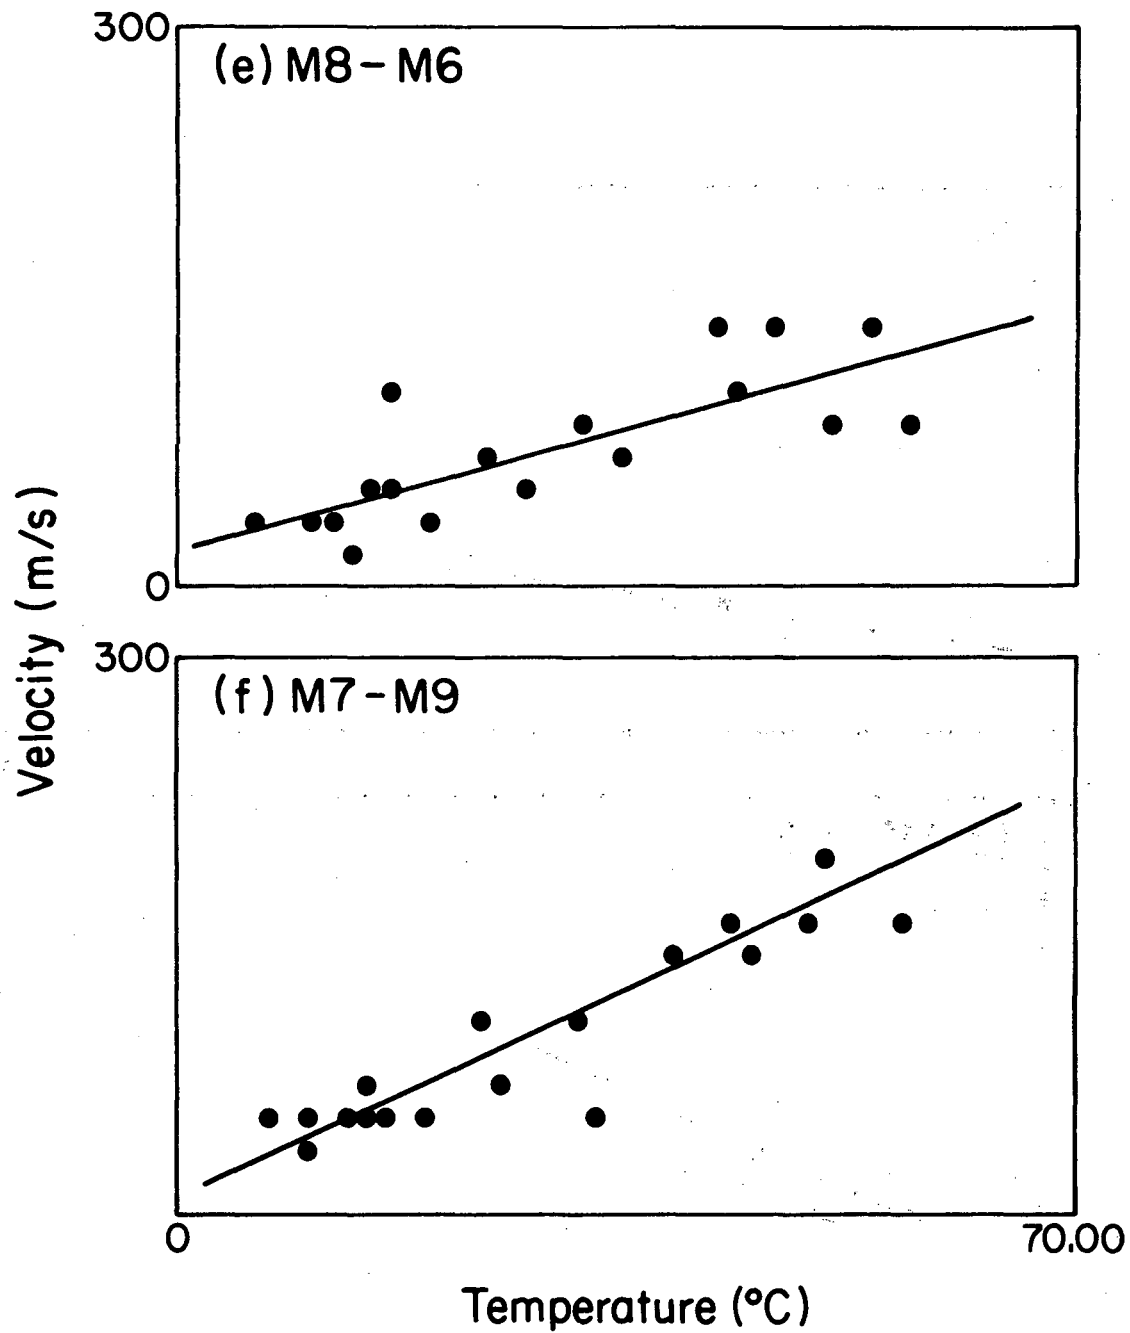 300
(e) M8-M6
0
Velocity (m/s)
300
(f) M7-M9
0
70.00
Temperature (°C)